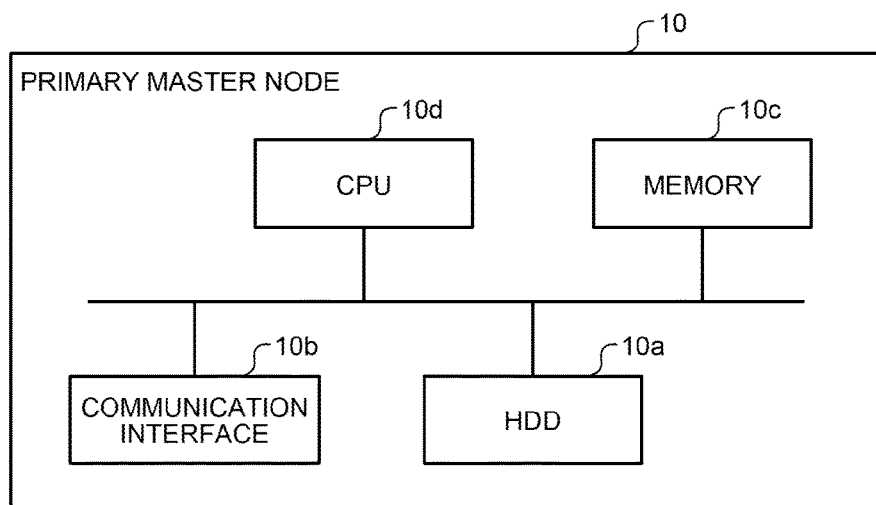 10
PRIMARY MASTER NODE
10d
10c
CPU
MEMORY
10b
10a
COMMUNICATION
INTERFACE
HDD